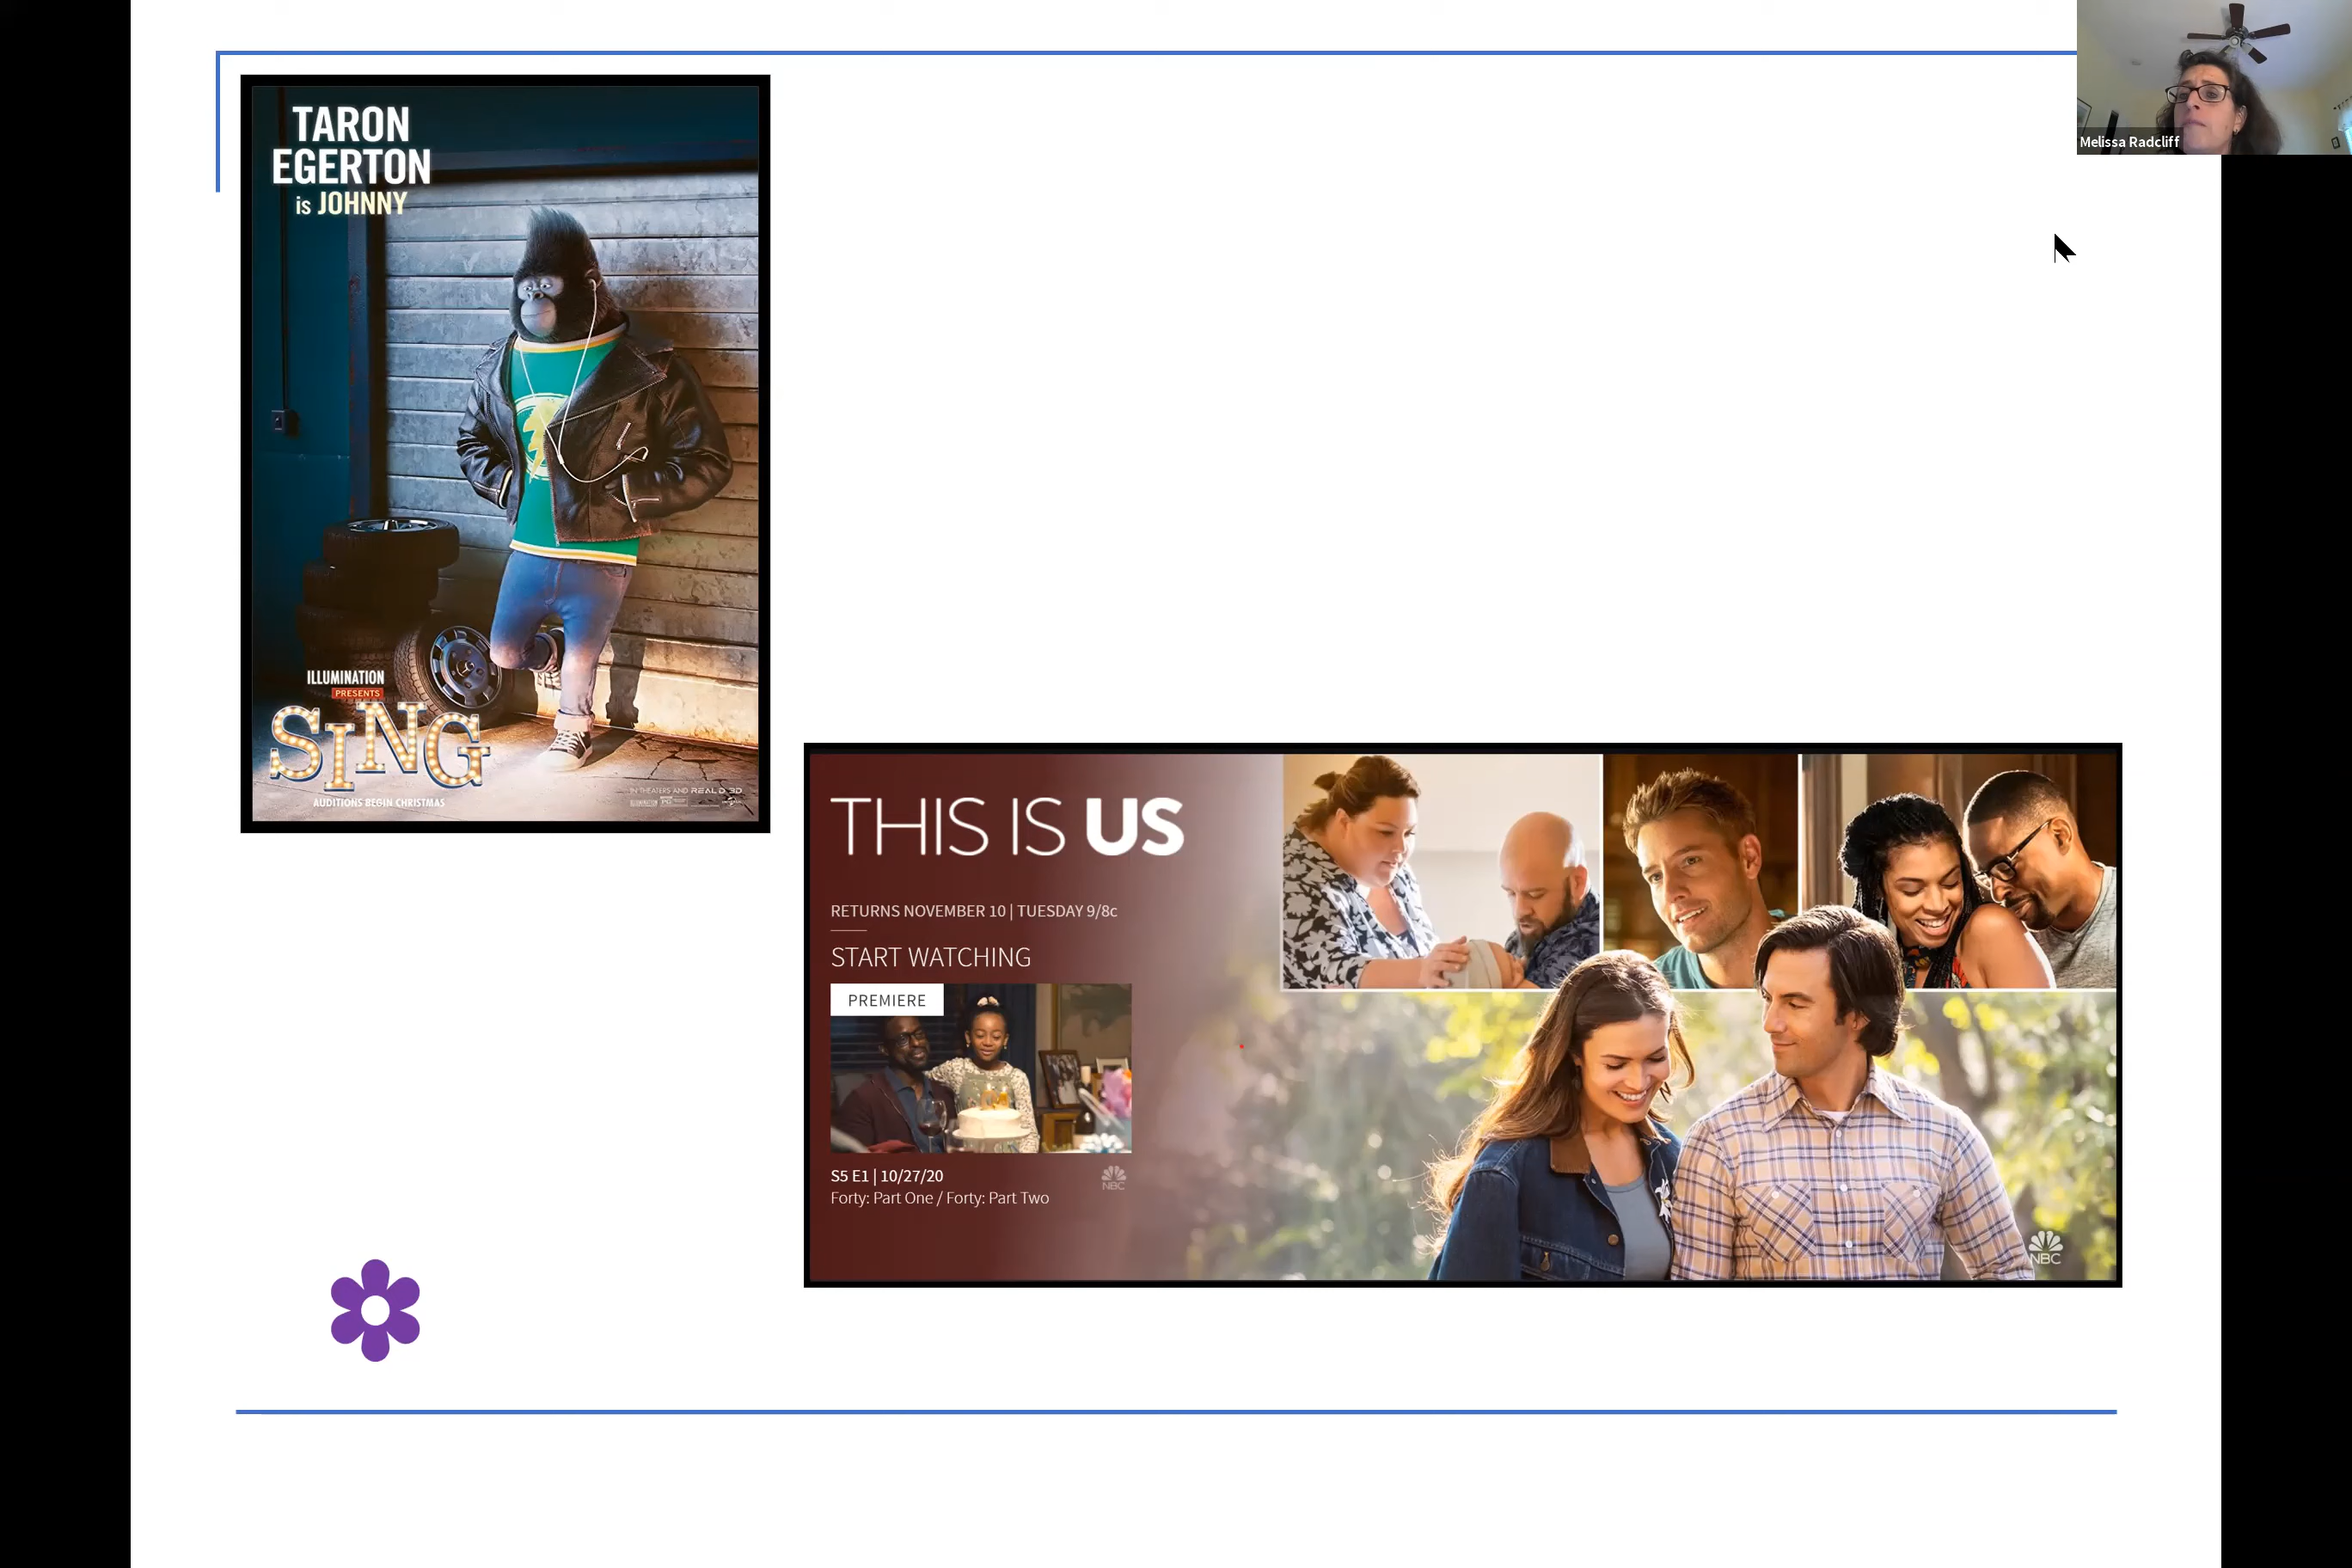 TARON
EGERTON
is JOHNNY
ILLUMINATION
PRESENTS
SING
AUDITIONS BEGIN CHRISTMAS
IN THEATERS AND REAL D 3D
Melissa Radcliff
THIS IS US
RETURNS NOVEMBER 10 | TUESDAY 9/8c
START WATCHING
PREMIERE
S5 E1 | 10/27/20
NBC
Forty: Part One / Forty: Part Two
NBC